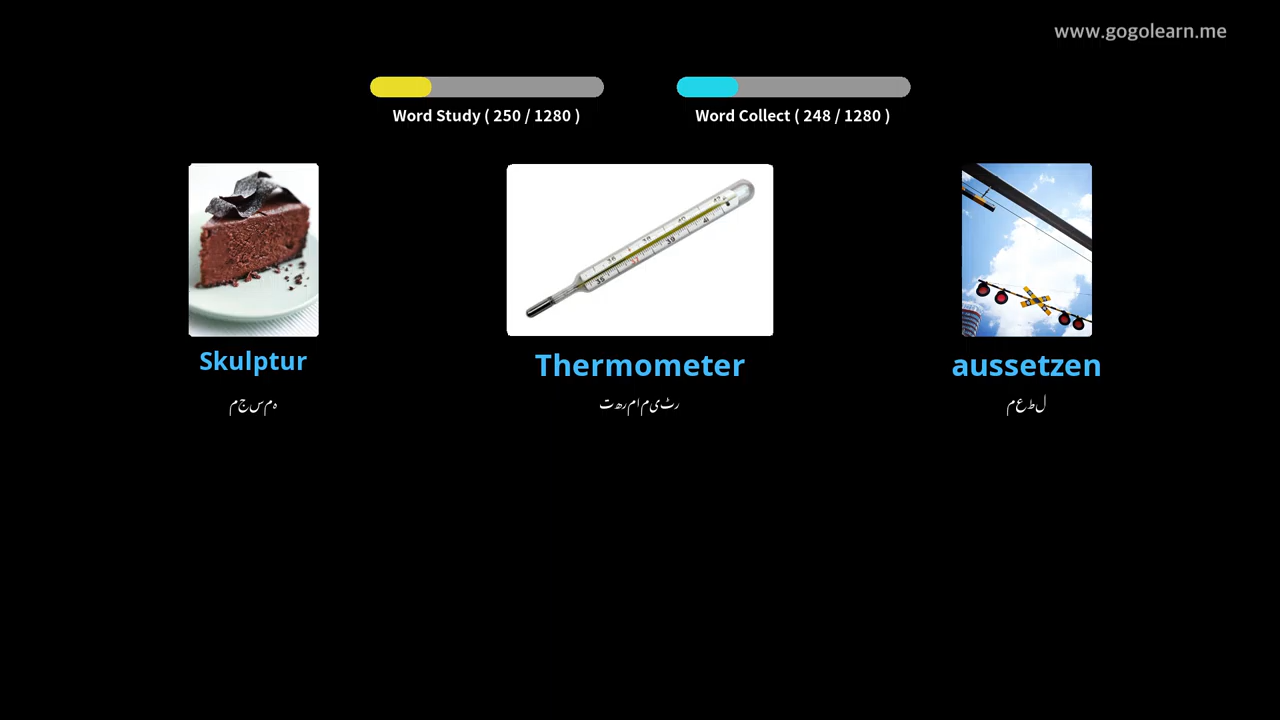 www.gogolearn.me
Word Study ( 250 / 1280 )
Word Collect ( 248 / 1280 )
Skulptur
مجسمہ
Thermometer
تھرمامیٹر
aussetzen
معطل